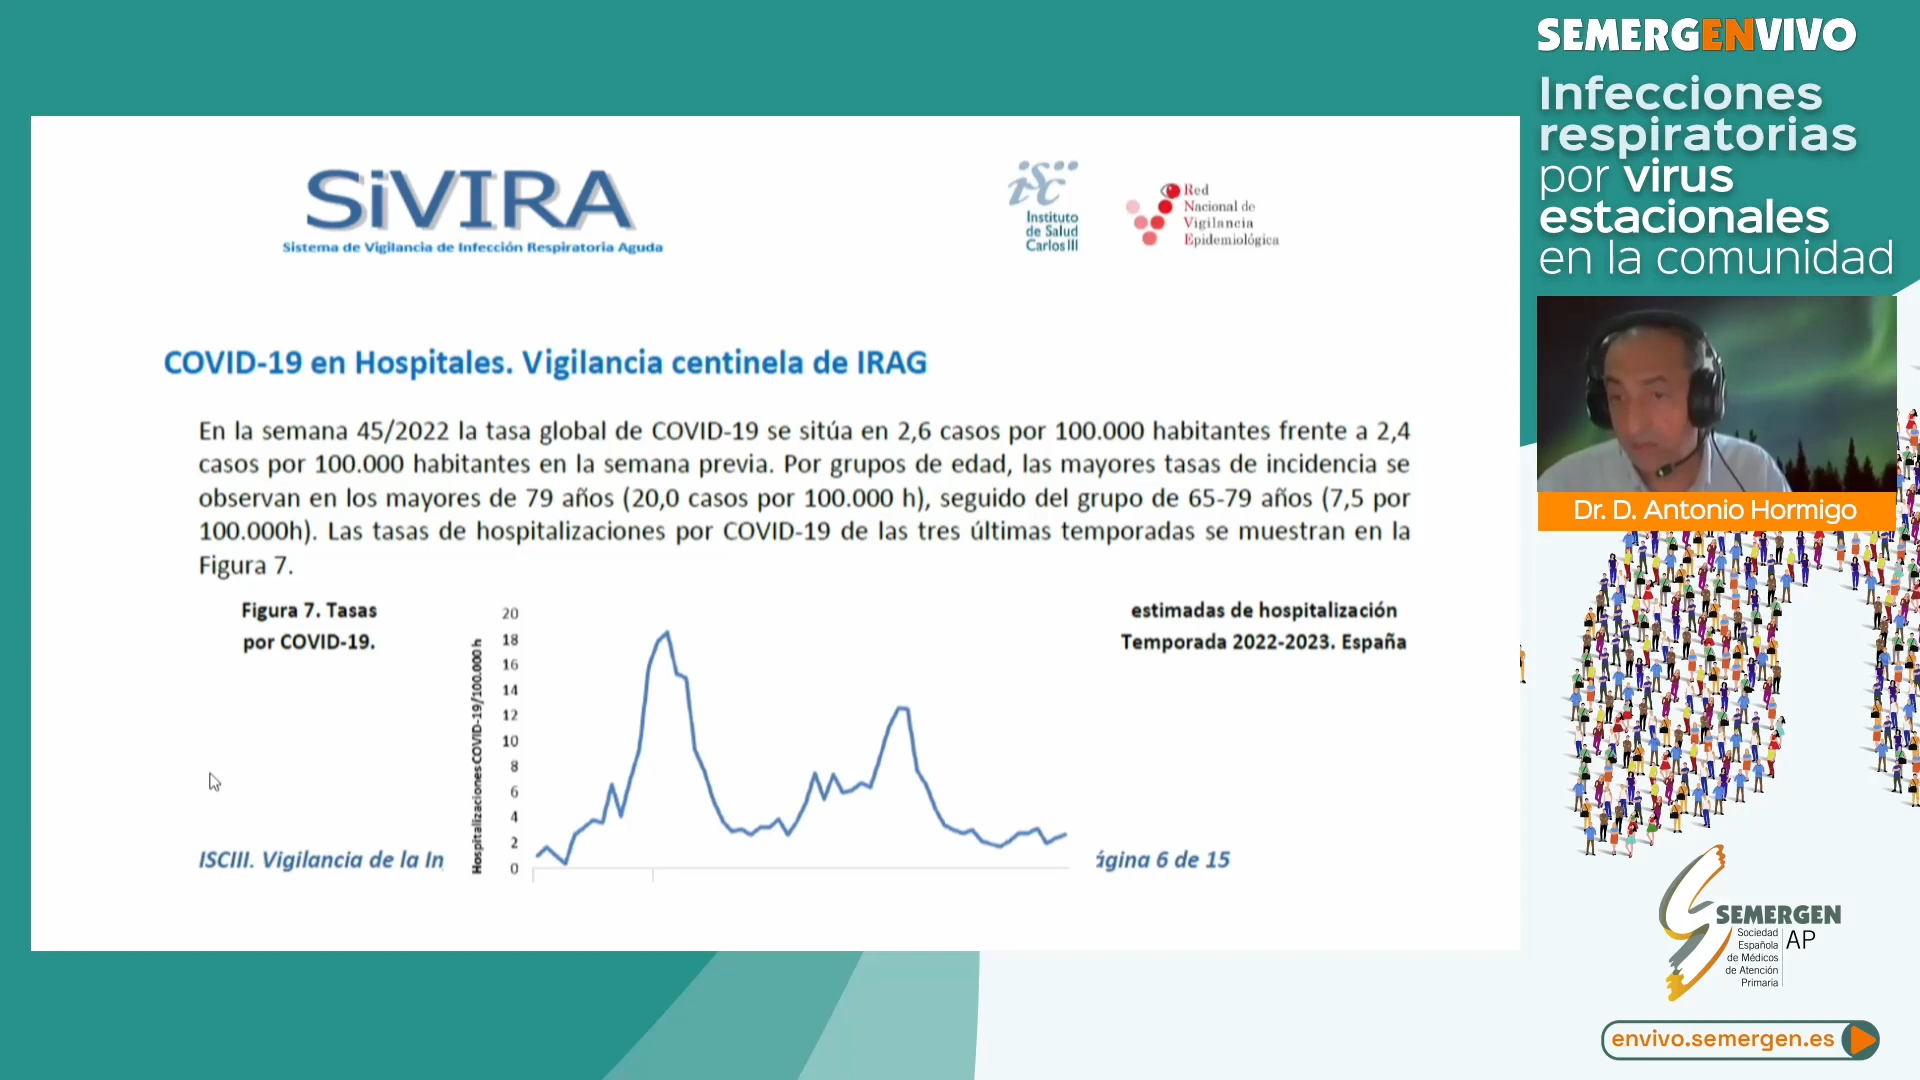 SEMERGENVIVO
Infecciones
respiratorias
por virus
estacionales
en la comunidad
SiVIRA
Sistema de Vigilancia de Infección Respiratoria Aguda
isc
Instituto
de Salud
Carlos III
Red
Nacional de
Vigilancia
Epidemiológica
COVID-19 en Hospitales. Vigilancia centinela de IRAG
En la semana 45/2022 la tasa global de COVID-19 se sitúa en 2,6 casos por 100.000 habitantes frente a 2,4
casos por 100.000 habitantes en la semana previa. Por grupos de edad, las mayores tasas de incidencia se
observan en los mayores de 79 años (20,0 casos por 100.000 h), seguido del grupo de 65-79 años (7,5 por
100.000h). Las tasas de hospitalizaciones por COVID-19 de las tres últimas temporadas se muestran en la
Figura 7.
Figura 7. Tasas
por COVID-19.
estimadas de hospitalización
Temporada 2022-2023. España
Hospitalizaciones COVID-19/100.000 h
20
18
16
14
12
10
8
6
4
2
0
ISCIII. Vigilancia de la In
ágina 6 de 15
Dr. D. Antonio Hormigo
SEMERGEN
Sociedad
Española
de Médicos
de Atención
Primaria
AP
envivo.semergen.es